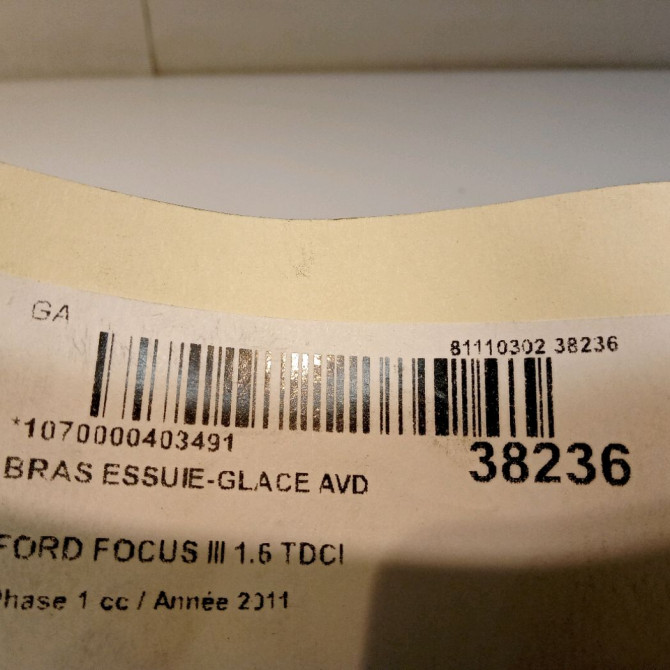 GA
81110302 38236
*1070000403491
38236
BRAS ESSUIE-GLACE AVD
FORD FOCUS III 1.6 TDCI
Phase 1 cc / Année 2011